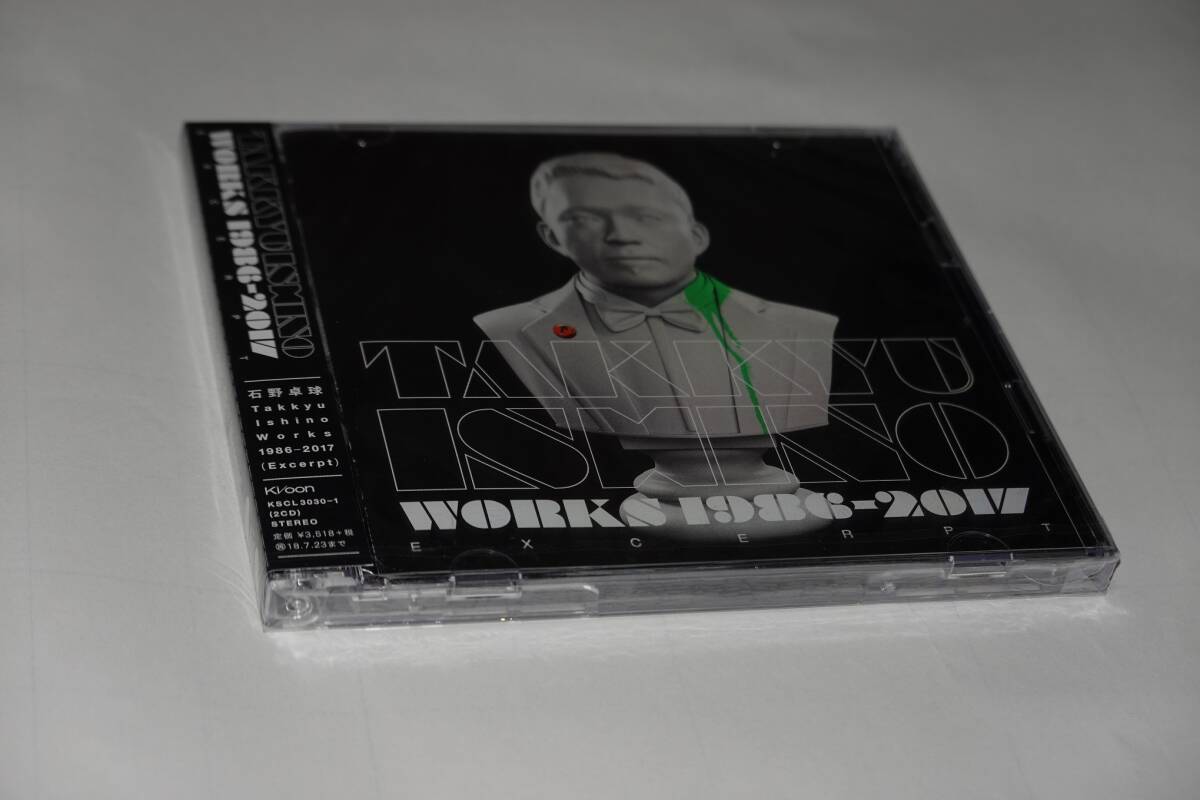 TAKKYU ISHINO
WORKS 1986-2017
石野卓球
Takkyu
Ishino
Works
1986-2017
(Excerpt)
Ki/oon
KSCL3030-1
(2CD)
STEREO
定価 ¥3,518+税
18.7.23まで
TAKKYU
ISHINO
WORKS 1986-2017
EXCERPT